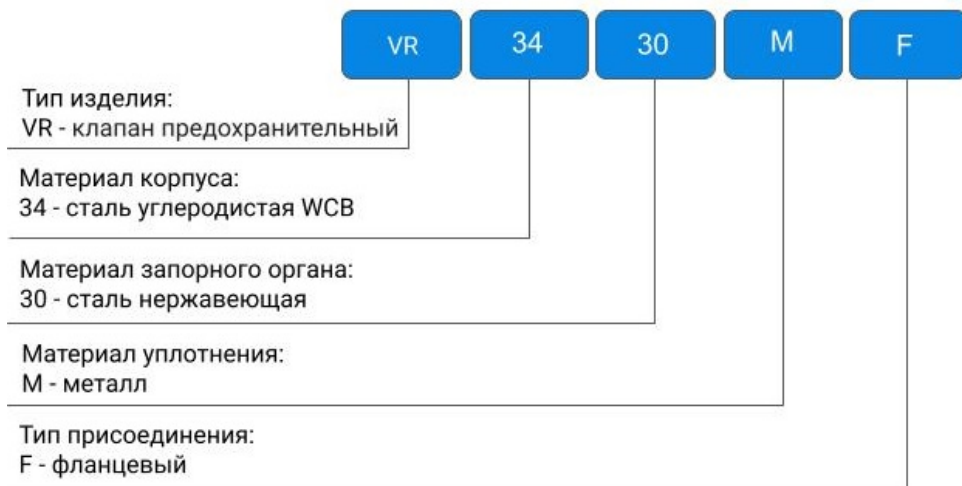 VR 34 30 M F
Тип изделия:
VR - клапан предохранительный
Материал корпуса:
34 - сталь углеродистая WCB
Материал запорного органа:
30 - сталь нержавеющая
Материал уплотнения:
М - металл
Тип присоединения:
F - фланцевый